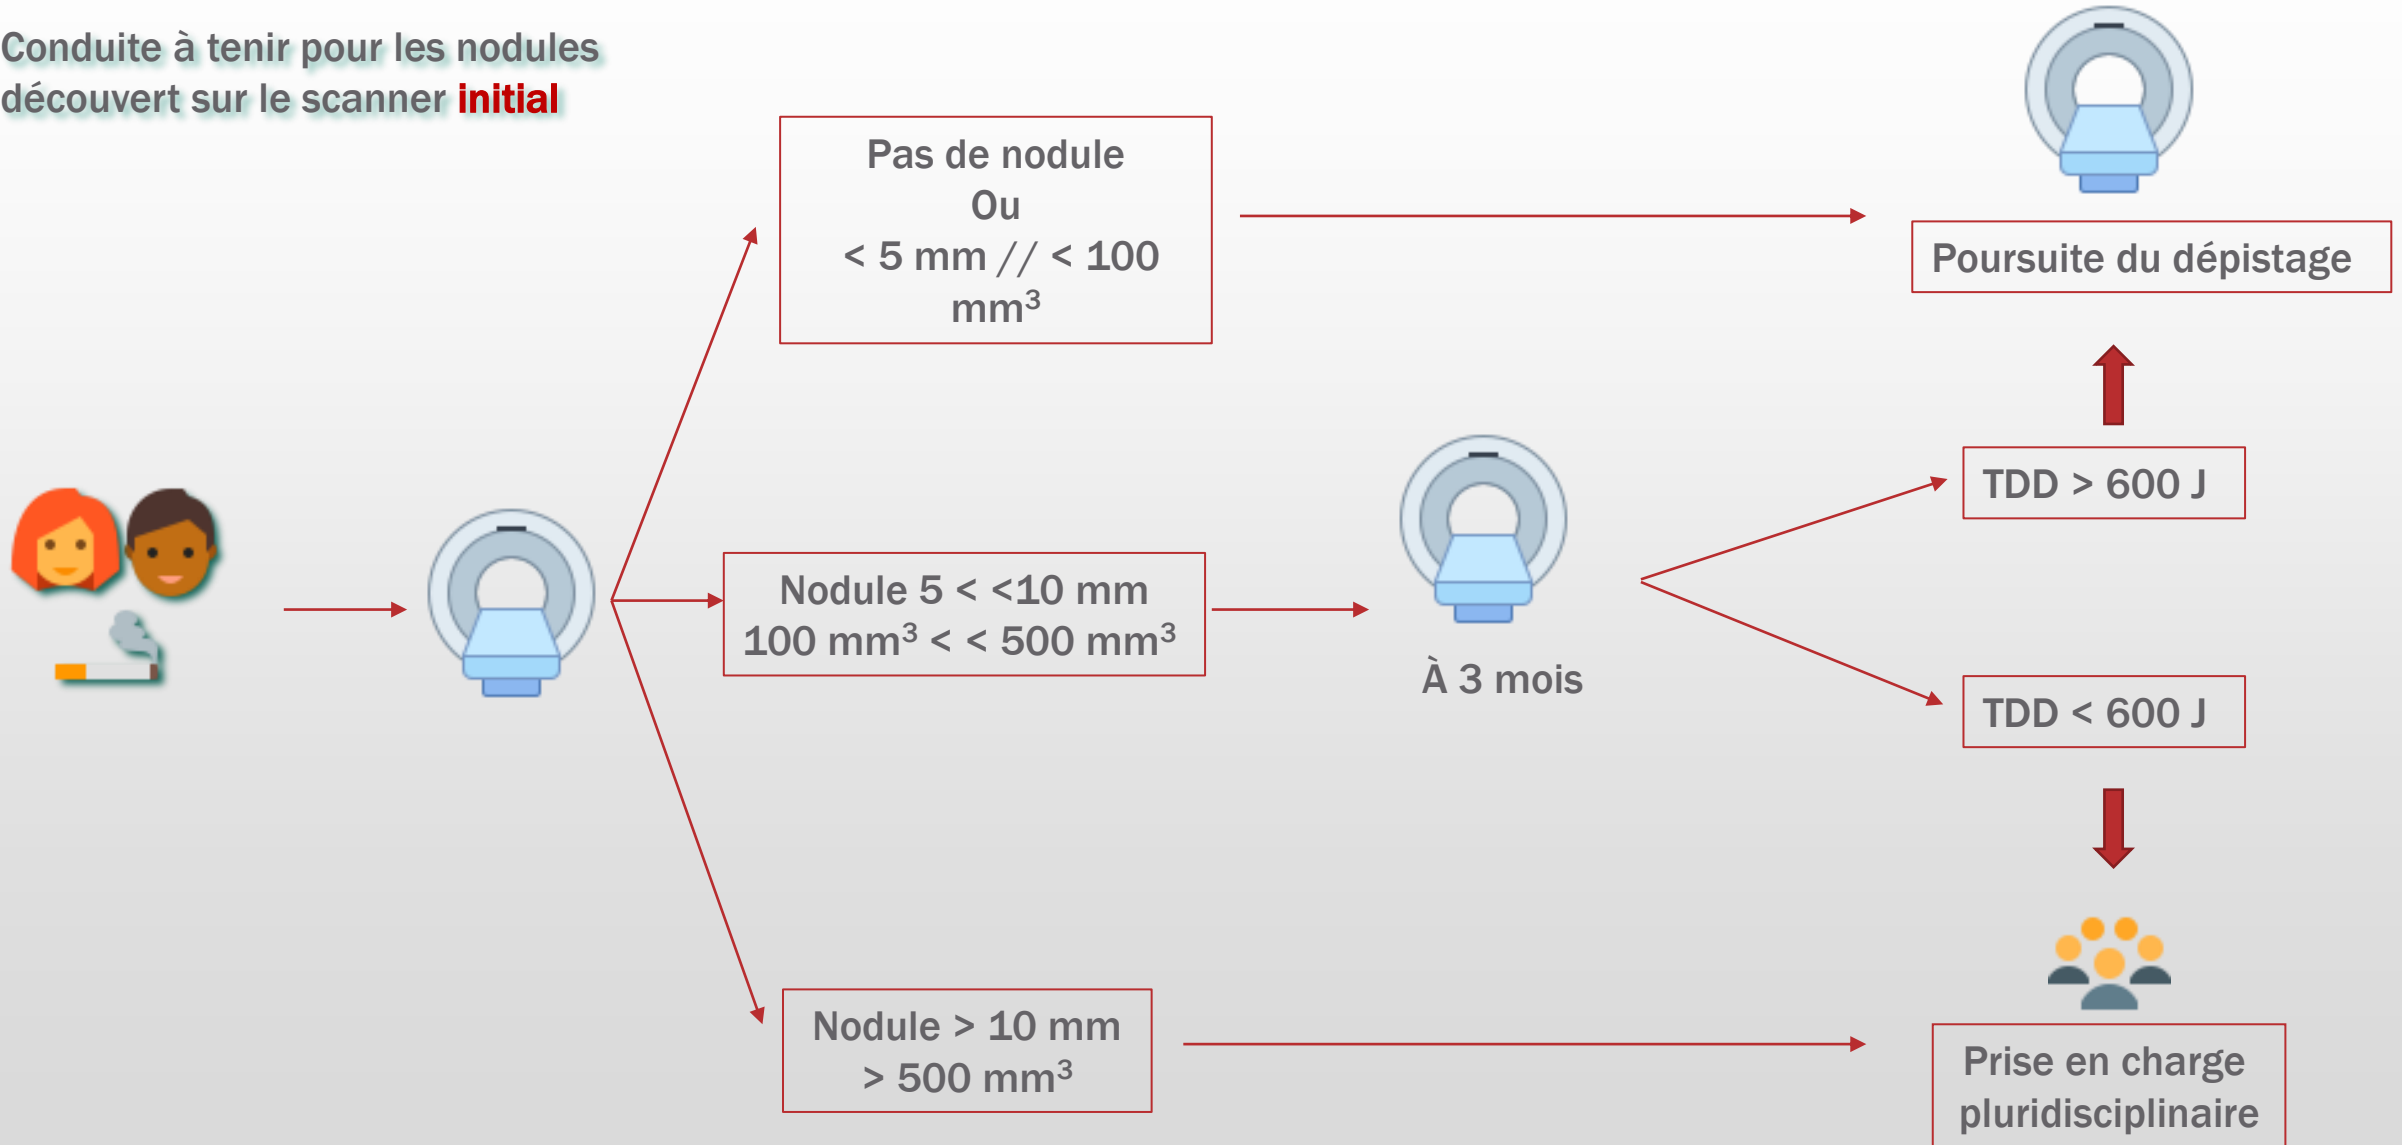 Conduite à tenir pour les nodules
découvert sur le scanner initial
Pas de nodule
Ou
< 5 mm // < 100
mm³
Poursuite du dépistage
TDD > 600 J
Nodule 5 < <10 mm
100 mm³ < < 500 mm³
À 3 mois
TDD < 600 J
Nodule > 10 mm
> 500 mm³
Prise en charge
pluridisciplinaire